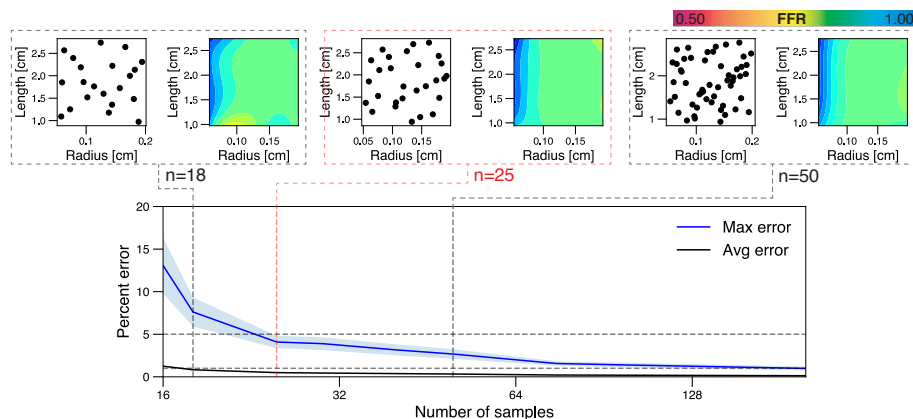 0.50 FFR 1.00
Length [cm]
2.5
2.0
1.5
1.0
0.1 0.2
Radius [cm]
Length [cm]
2.5
2.0
1.5
1.0
0.10 0.15
Radius [cm]
Length [cm]
2.5
2.0
1.5
1.0
0.05 0.10 0.15
Radius [cm]
Length [cm]
2.5
2.0
1.5
1.0
0.10 0.15
Radius [cm]
Length [cm]
2
1
0.1 0.2
Radius [cm]
Length [cm]
2.5
2.0
1.5
1.0
0.10 0.15
Radius [cm]
n=18
n=25
n=50
Percent error
20
15
10
5
0
Max error
Avg error
16 32 64 128
Number of samples